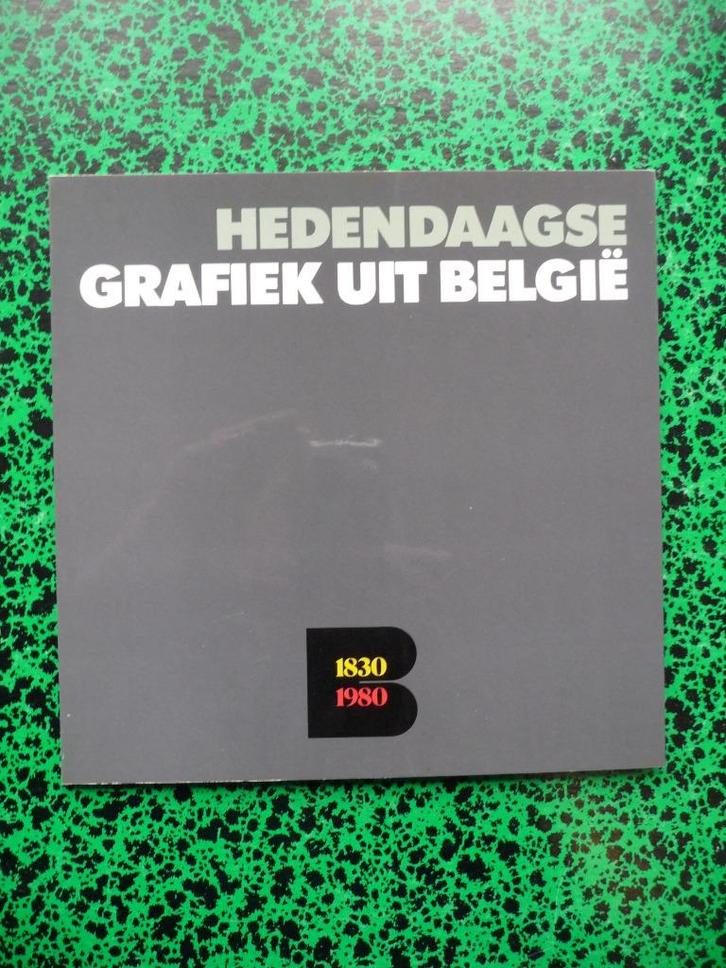 HEDENDAAGSE
GRAFIEK UIT BELGIË
1830
1980